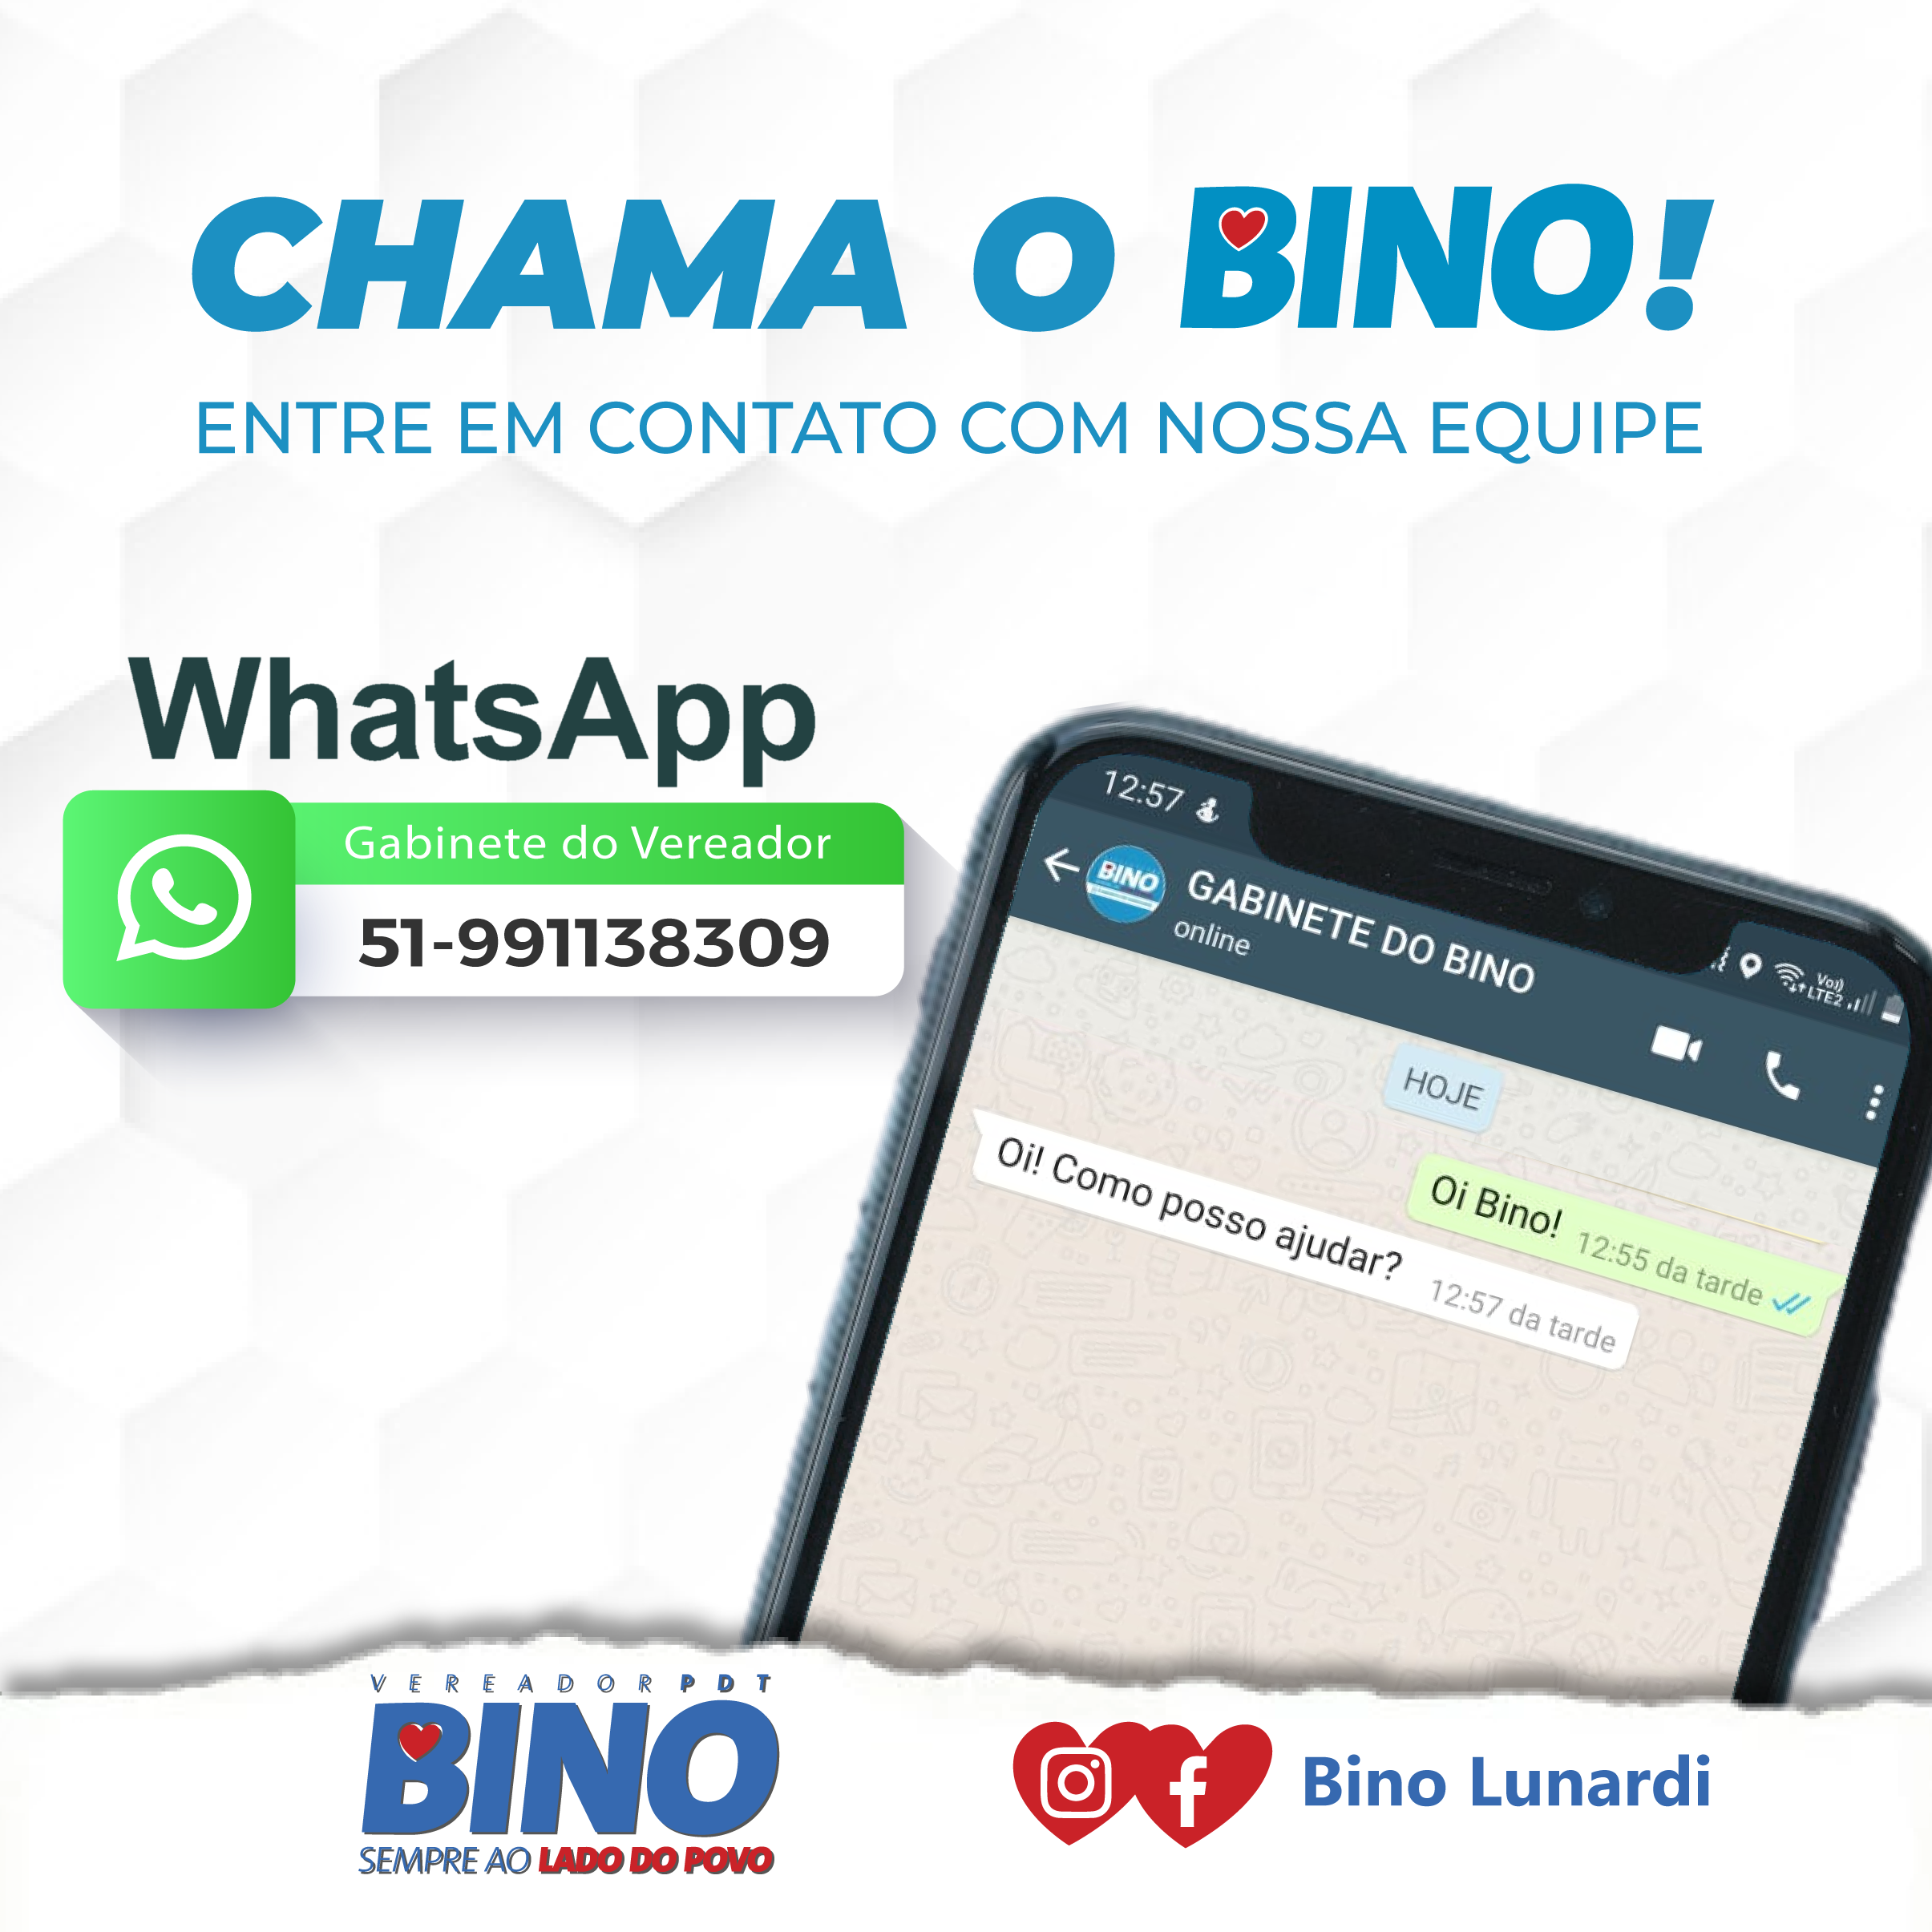 CHAMA O BINO!
ENTRE EM CONTATO COM NOSSA EQUIPE
WhatsApp
Gabinete do Vereador
51-991138309
12:57
Vo))
LTE2
BINO
GABINETE DO BINO
online
HOJE
Oi Bino! 12:55 da tarde
Oi! Como posso ajudar? 12:57 da tarde
VEREADOR PDT
BINO
SEMPRE AO LADO DO POVO
Bino Lunardi